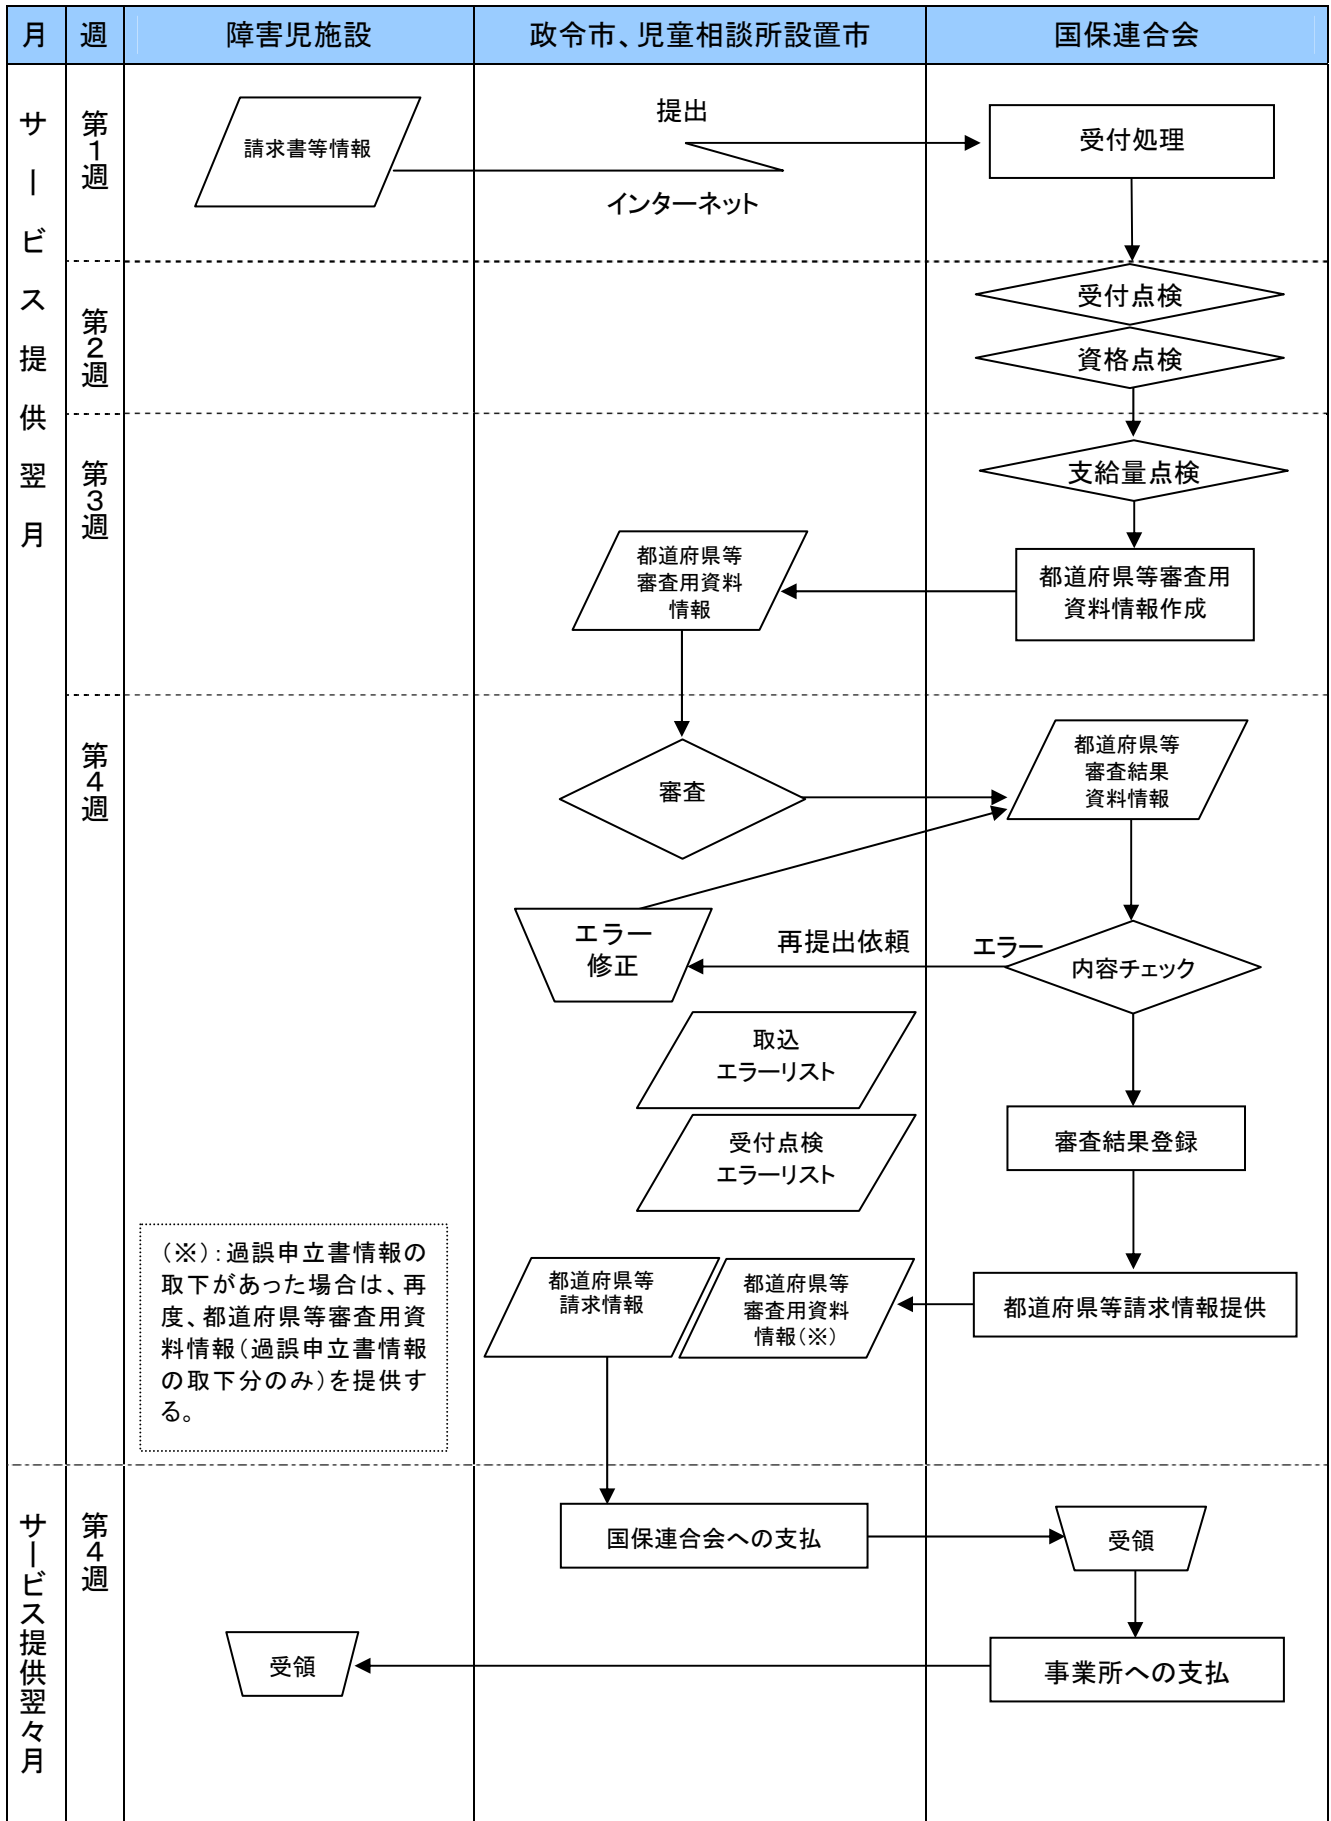 月
週
障害児施設
政令市、児童相談所設置市
国保連合会
サービス提供翌月
第1週
請求書等情報
提出
インターネット
受付処理
第2週
受付点検
資格点検
第3週
支給量点検
都道府県等
審査用資料
情報
都道府県等審査用
資料情報作成
第4週
審査
都道府県等
審査結果
資料情報
エラー
修正
再提出依頼
エラー
内容チェック
取込
エラーリスト
受付点検
エラーリスト
審査結果登録
(※):過誤申立書情報の
取下があった場合は、再
度、都道府県等審査用資
料情報(過誤申立書情報
の取下分のみ)を提供す
る。
都道府県等
請求情報
都道府県等
審査用資料
情報(※)
都道府県等請求情報提供
サービス提供翌々月
第4週
国保連合会への支払
受領
受領
事業所への支払